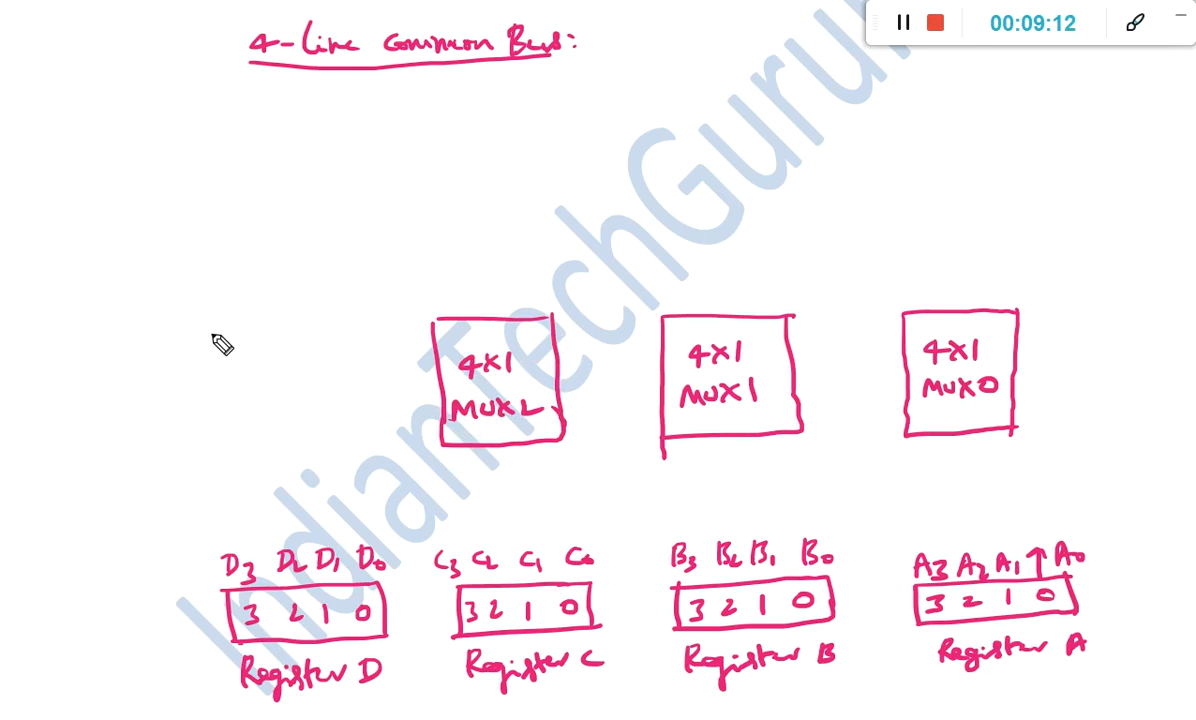 4-Line Common Bus:
00:09:12
IndianTechGuru
4X1 4X1 4X1
MUX2 MUX1 MUX0
D3 D2 D1 D0 C3 C2 C1 C0 B3 B2 B1 B0 A3 A2 A1 ↑ A0
3 2 1 0 3 2 1 0 3 2 1 0 3 2 1 0
Register D Register C Register B Register A